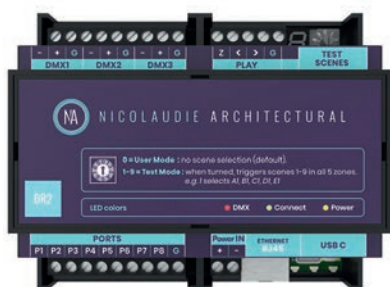 - + G - + G - + G Z < > G
DMX1 DMX2 DMX3 PLAY TEST SCENES
NA NICOLAUDIE ARCHITECTURAL
0 = User Mode : no scene selection (default).
1-9 = Test Mode : when turned, triggers scenes 1-9 in all 5 zones.
e.g. 1 selects A1, B1, C1, D1, E1
DR2
LED colors DMX Connect Power
PORTS Power IN ETHERNET RJ45 USB C
P1 P2 P3 P4 P5 P6 P7 P8 G + -